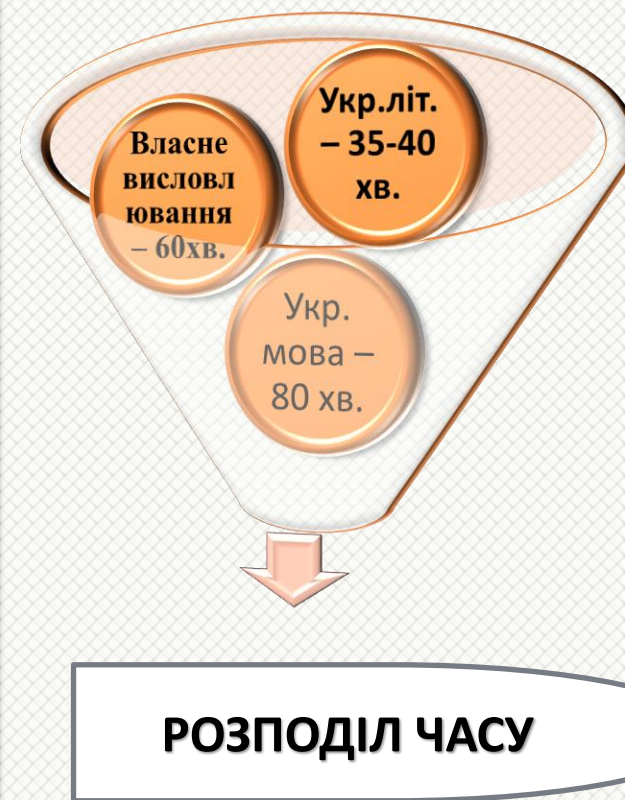 Укр.літ.
– 35-40
хв.
Власне
висловл
ювання
– 60хв.
Укр.
мова –
80 хв.
РОЗПОДІЛ ЧАСУ